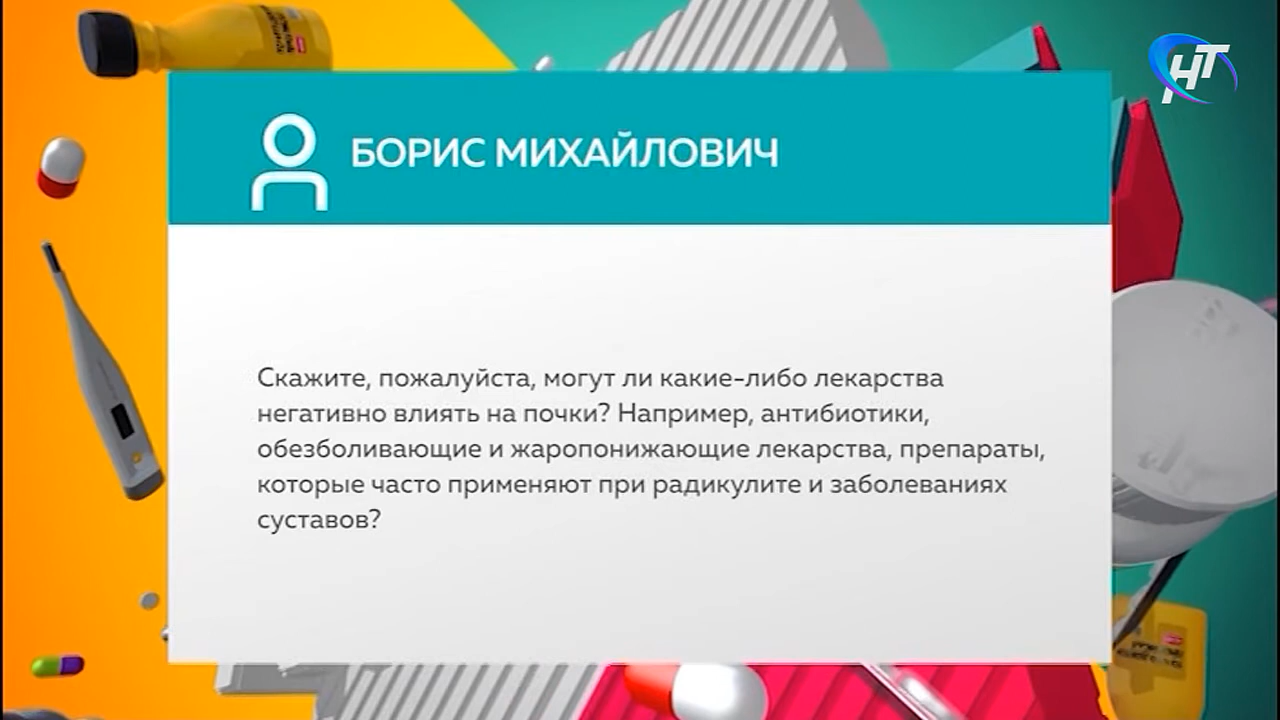 НТ
БОРИС МИХАЙЛОВИЧ
Скажите, пожалуйста, могут ли какие-либо лекарства
негативно влиять на почки? Например, антибиотики,
обезболивающие и жаропонижающие лекарства, препараты,
которые часто применяют при радикулите и заболеваниях
суставов?